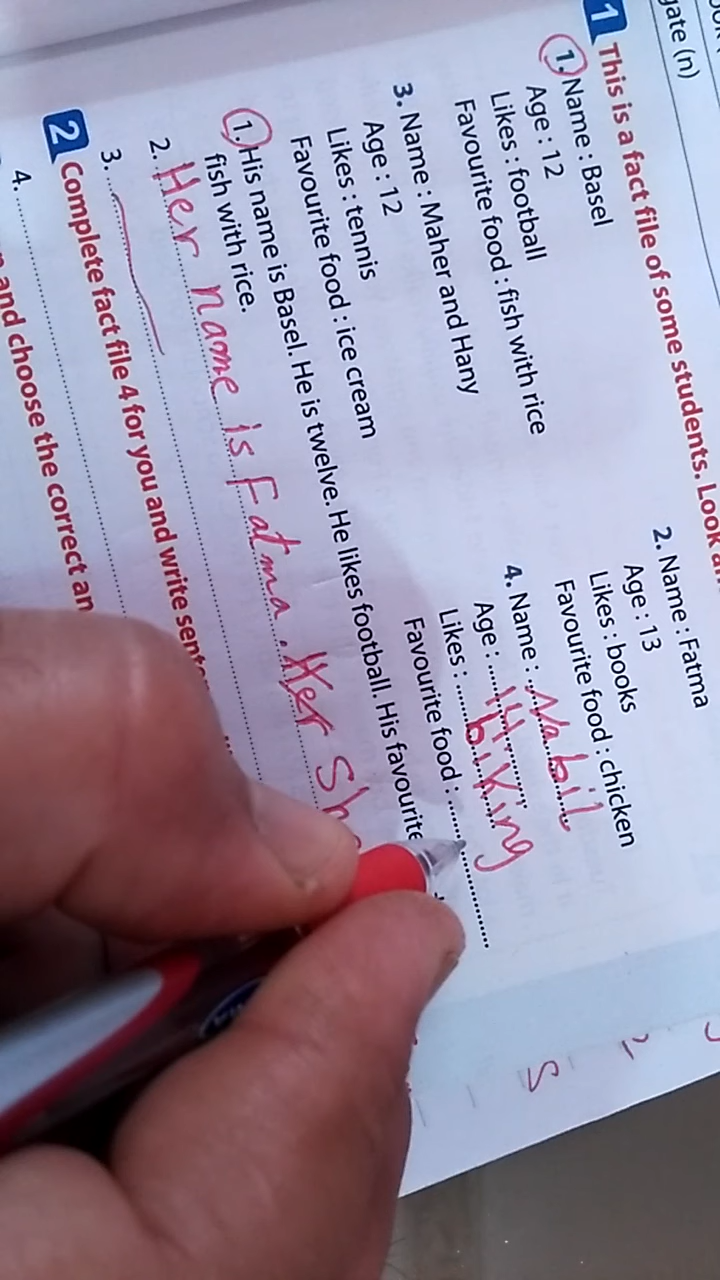 gate (n)
1 This is a fact file of some students. Look
1. Name : Basel
Age : 12
Likes : football
Favourite food : fish with rice
2. Name : Fatma
Age : 13
Likes : books
Favourite food : chicken
3. Name : Maher and Hany
Age : 12
Likes : tennis
Favourite food : ice cream
4. Name : Nabil
Age : 14
Likes : biking
Favourite food :
1. His name is Basel. He is twelve. He likes football. His favourite
fish with rice.
2. Her name is Fatma. Her
3.
2 Complete fact file 4 for you and write
4.
and choose the correct